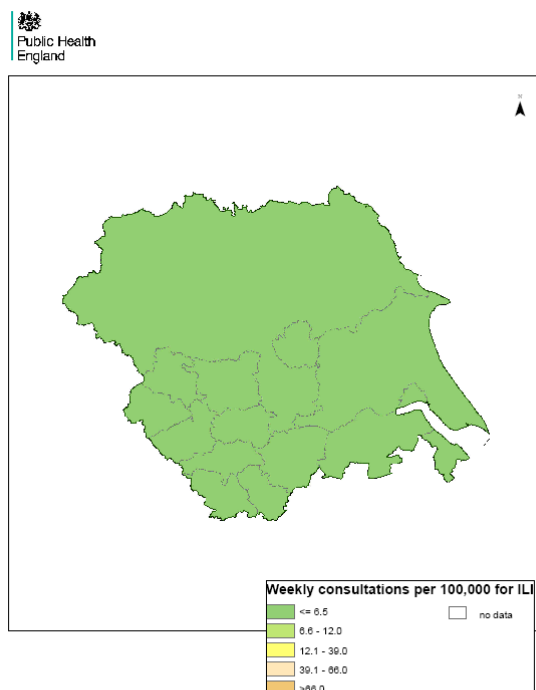 Public Health
England
N
Weekly consultations per 100,000 for ILI
<= 6.5
no data
6.6 - 12.0
12.1 - 39.0
39.1 - 66.0
>66.0